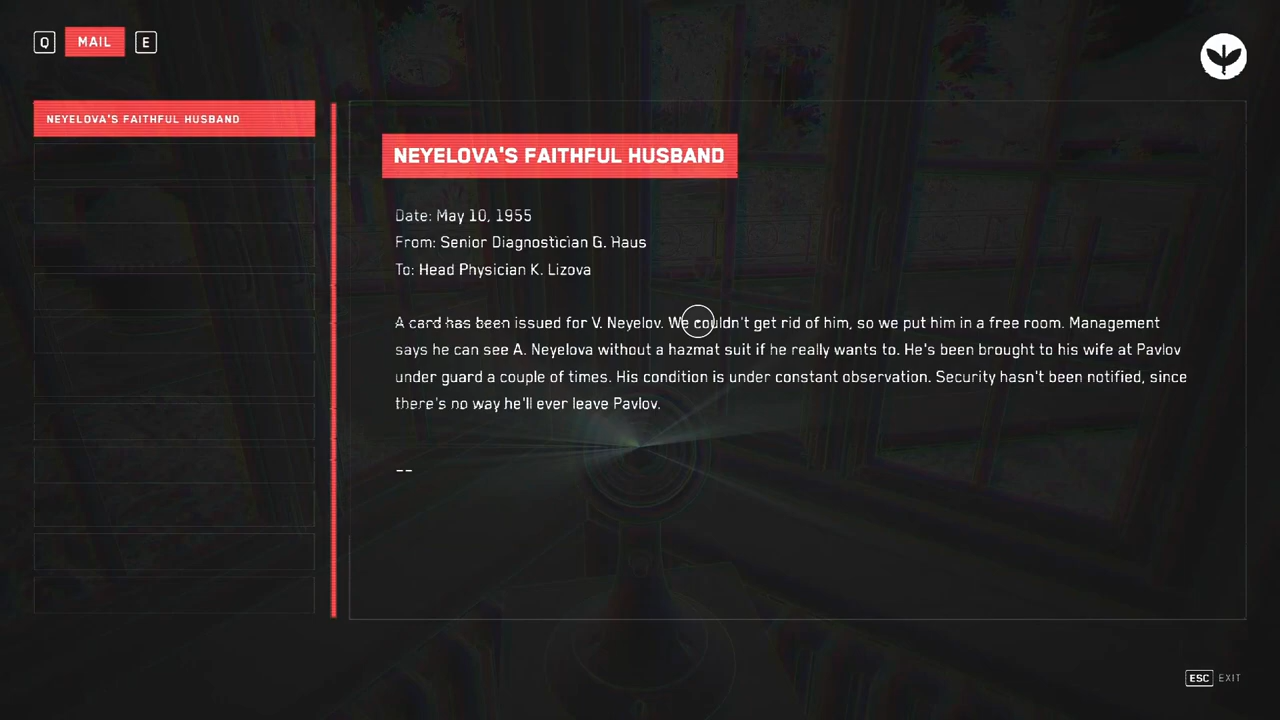 Q MAIL E
NEYELOVA'S FAITHFUL HUSBAND
NEYELOVA'S FAITHFUL HUSBAND
Date: May 10, 1955
From: Senior Diagnostician G. Haus
To: Head Physician K. Lizova
A card has been issued for V. Neyelov. We couldn't get rid of him, so we put him in a free room. Management
says he can see A. Neyelova without a hazmat suit if he really wants to. He's been brought to his wife at Pavlov
under guard a couple of times. His condition is under constant observation. Security hasn't been notified, since
there's no way he'll ever leave Pavlov.
--
ESC EXIT